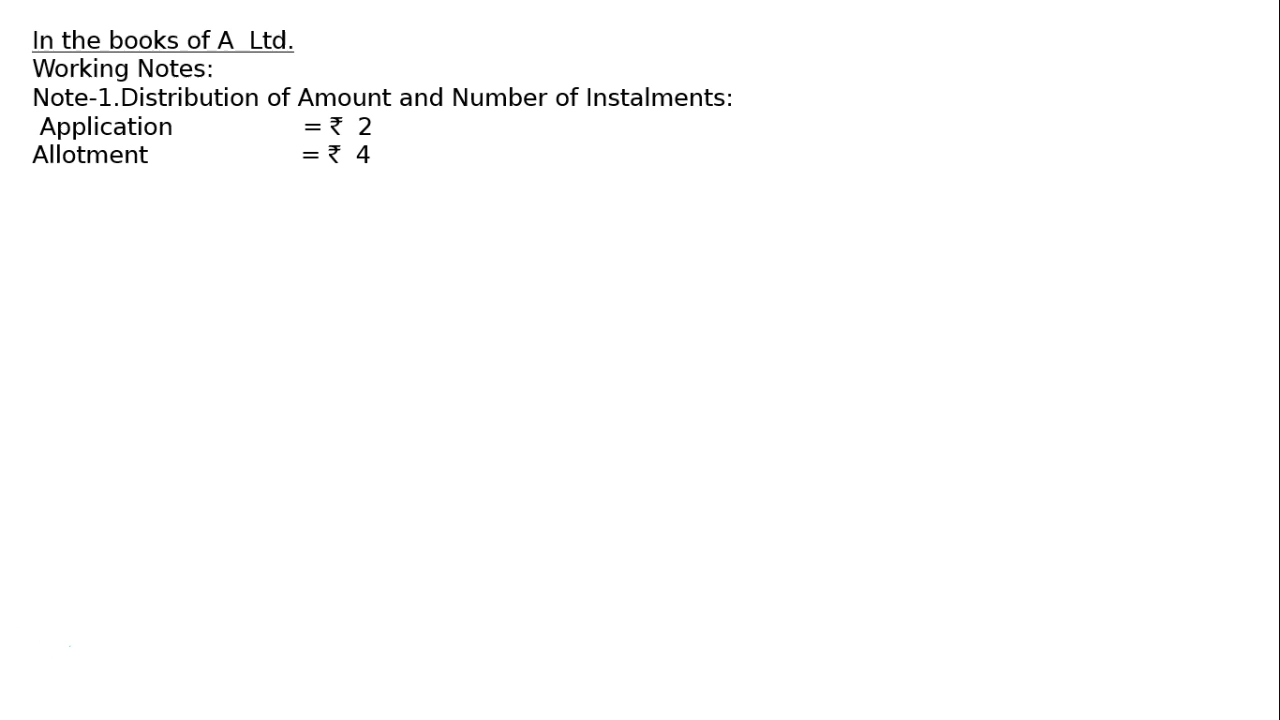 In the books of A  Ltd.
Working Notes:
Note-1.Distribution of Amount and Number of Instalments:
Application = ₹ 2
Allotment = ₹ 4